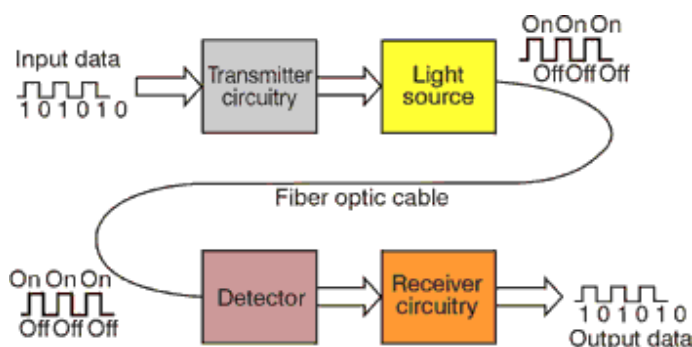 On On On
Off Off Off
Input data
1 0 1 0 1 0
Transmitter
circuitry
Light
source
Fiber optic cable
On On On
Off Off Off
Detector
Receiver
circuitry
1 0 1 0 1 0
Output data